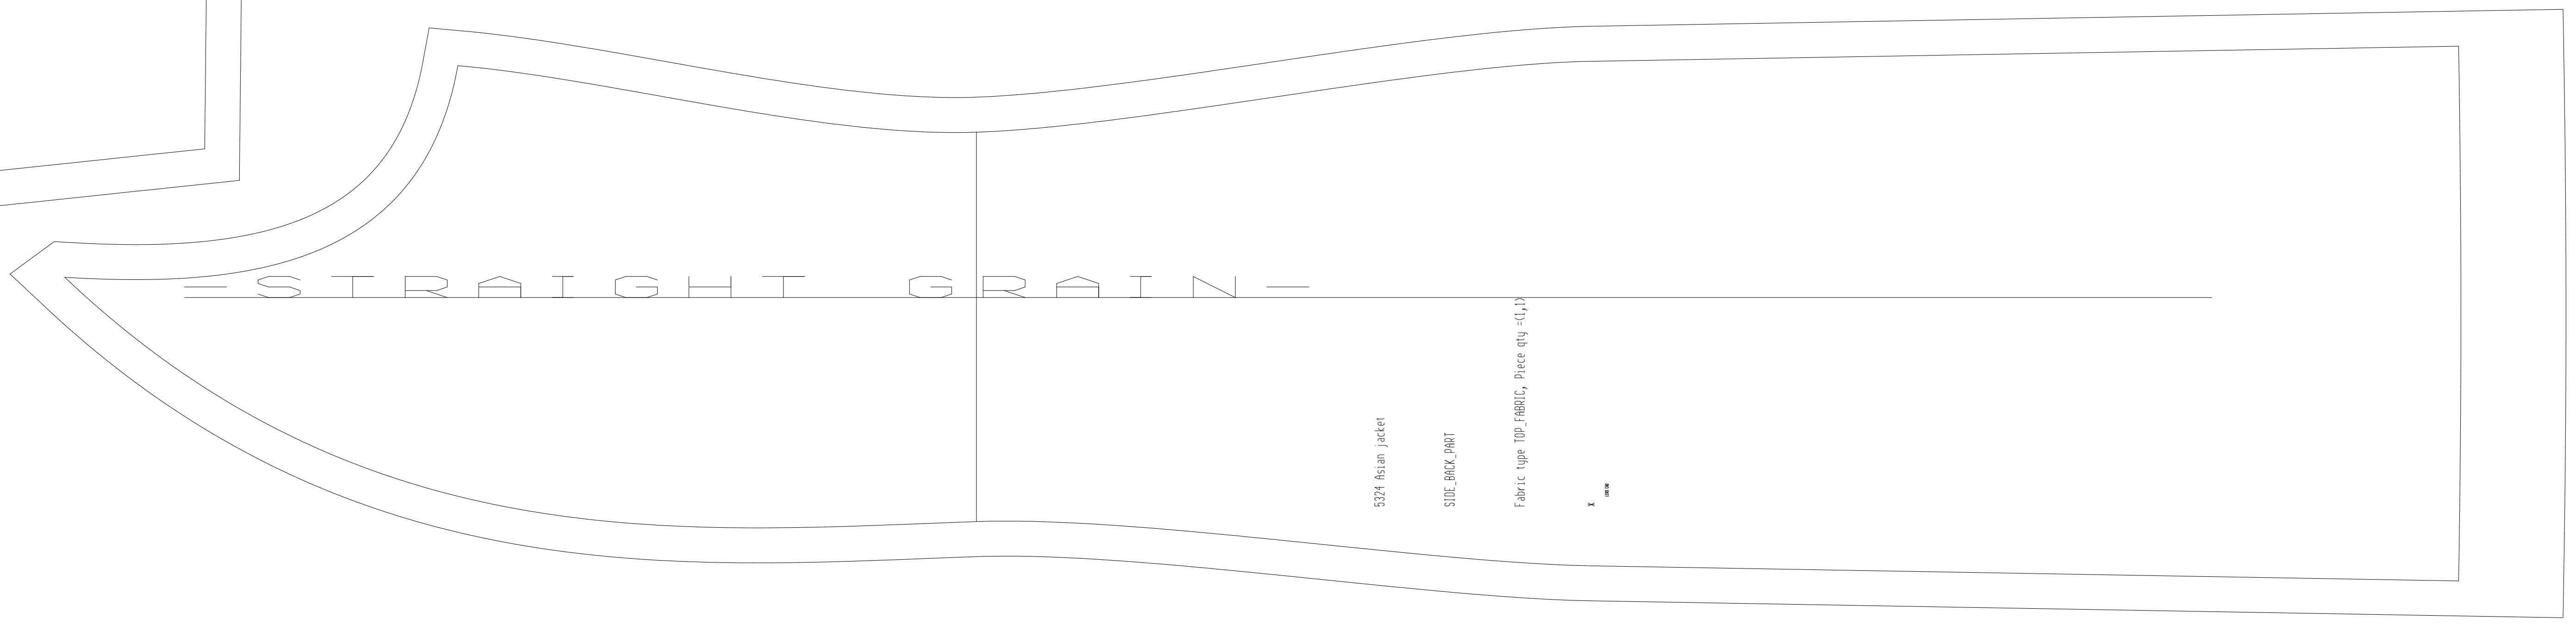 -STRAIGHT GRAIN-
5324 Asian jacket
SIDE_BACK_PART
Fabric type TOP_FABRIC, Piece qty =(1,1)